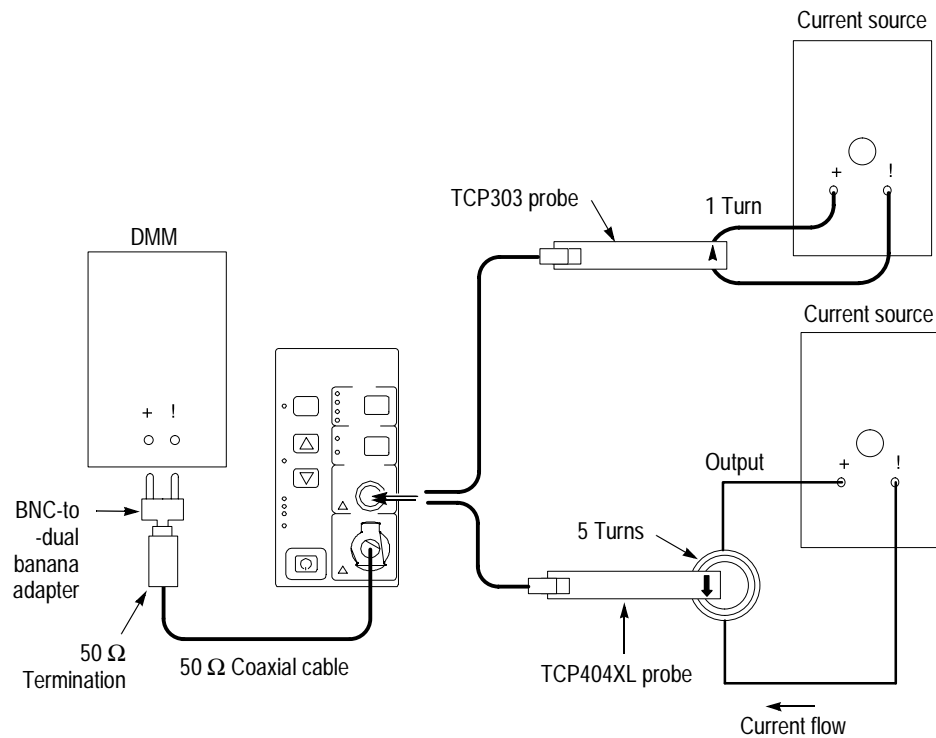 Current source
+ !
TCP303 probe
1 Turn
DMM
+ !
Current source
+ !
Output
BNC-to
-dual
banana
adapter
5 Turns
50 Ω
Termination
50 Ω Coaxial cable
TCP404XL probe
Current flow